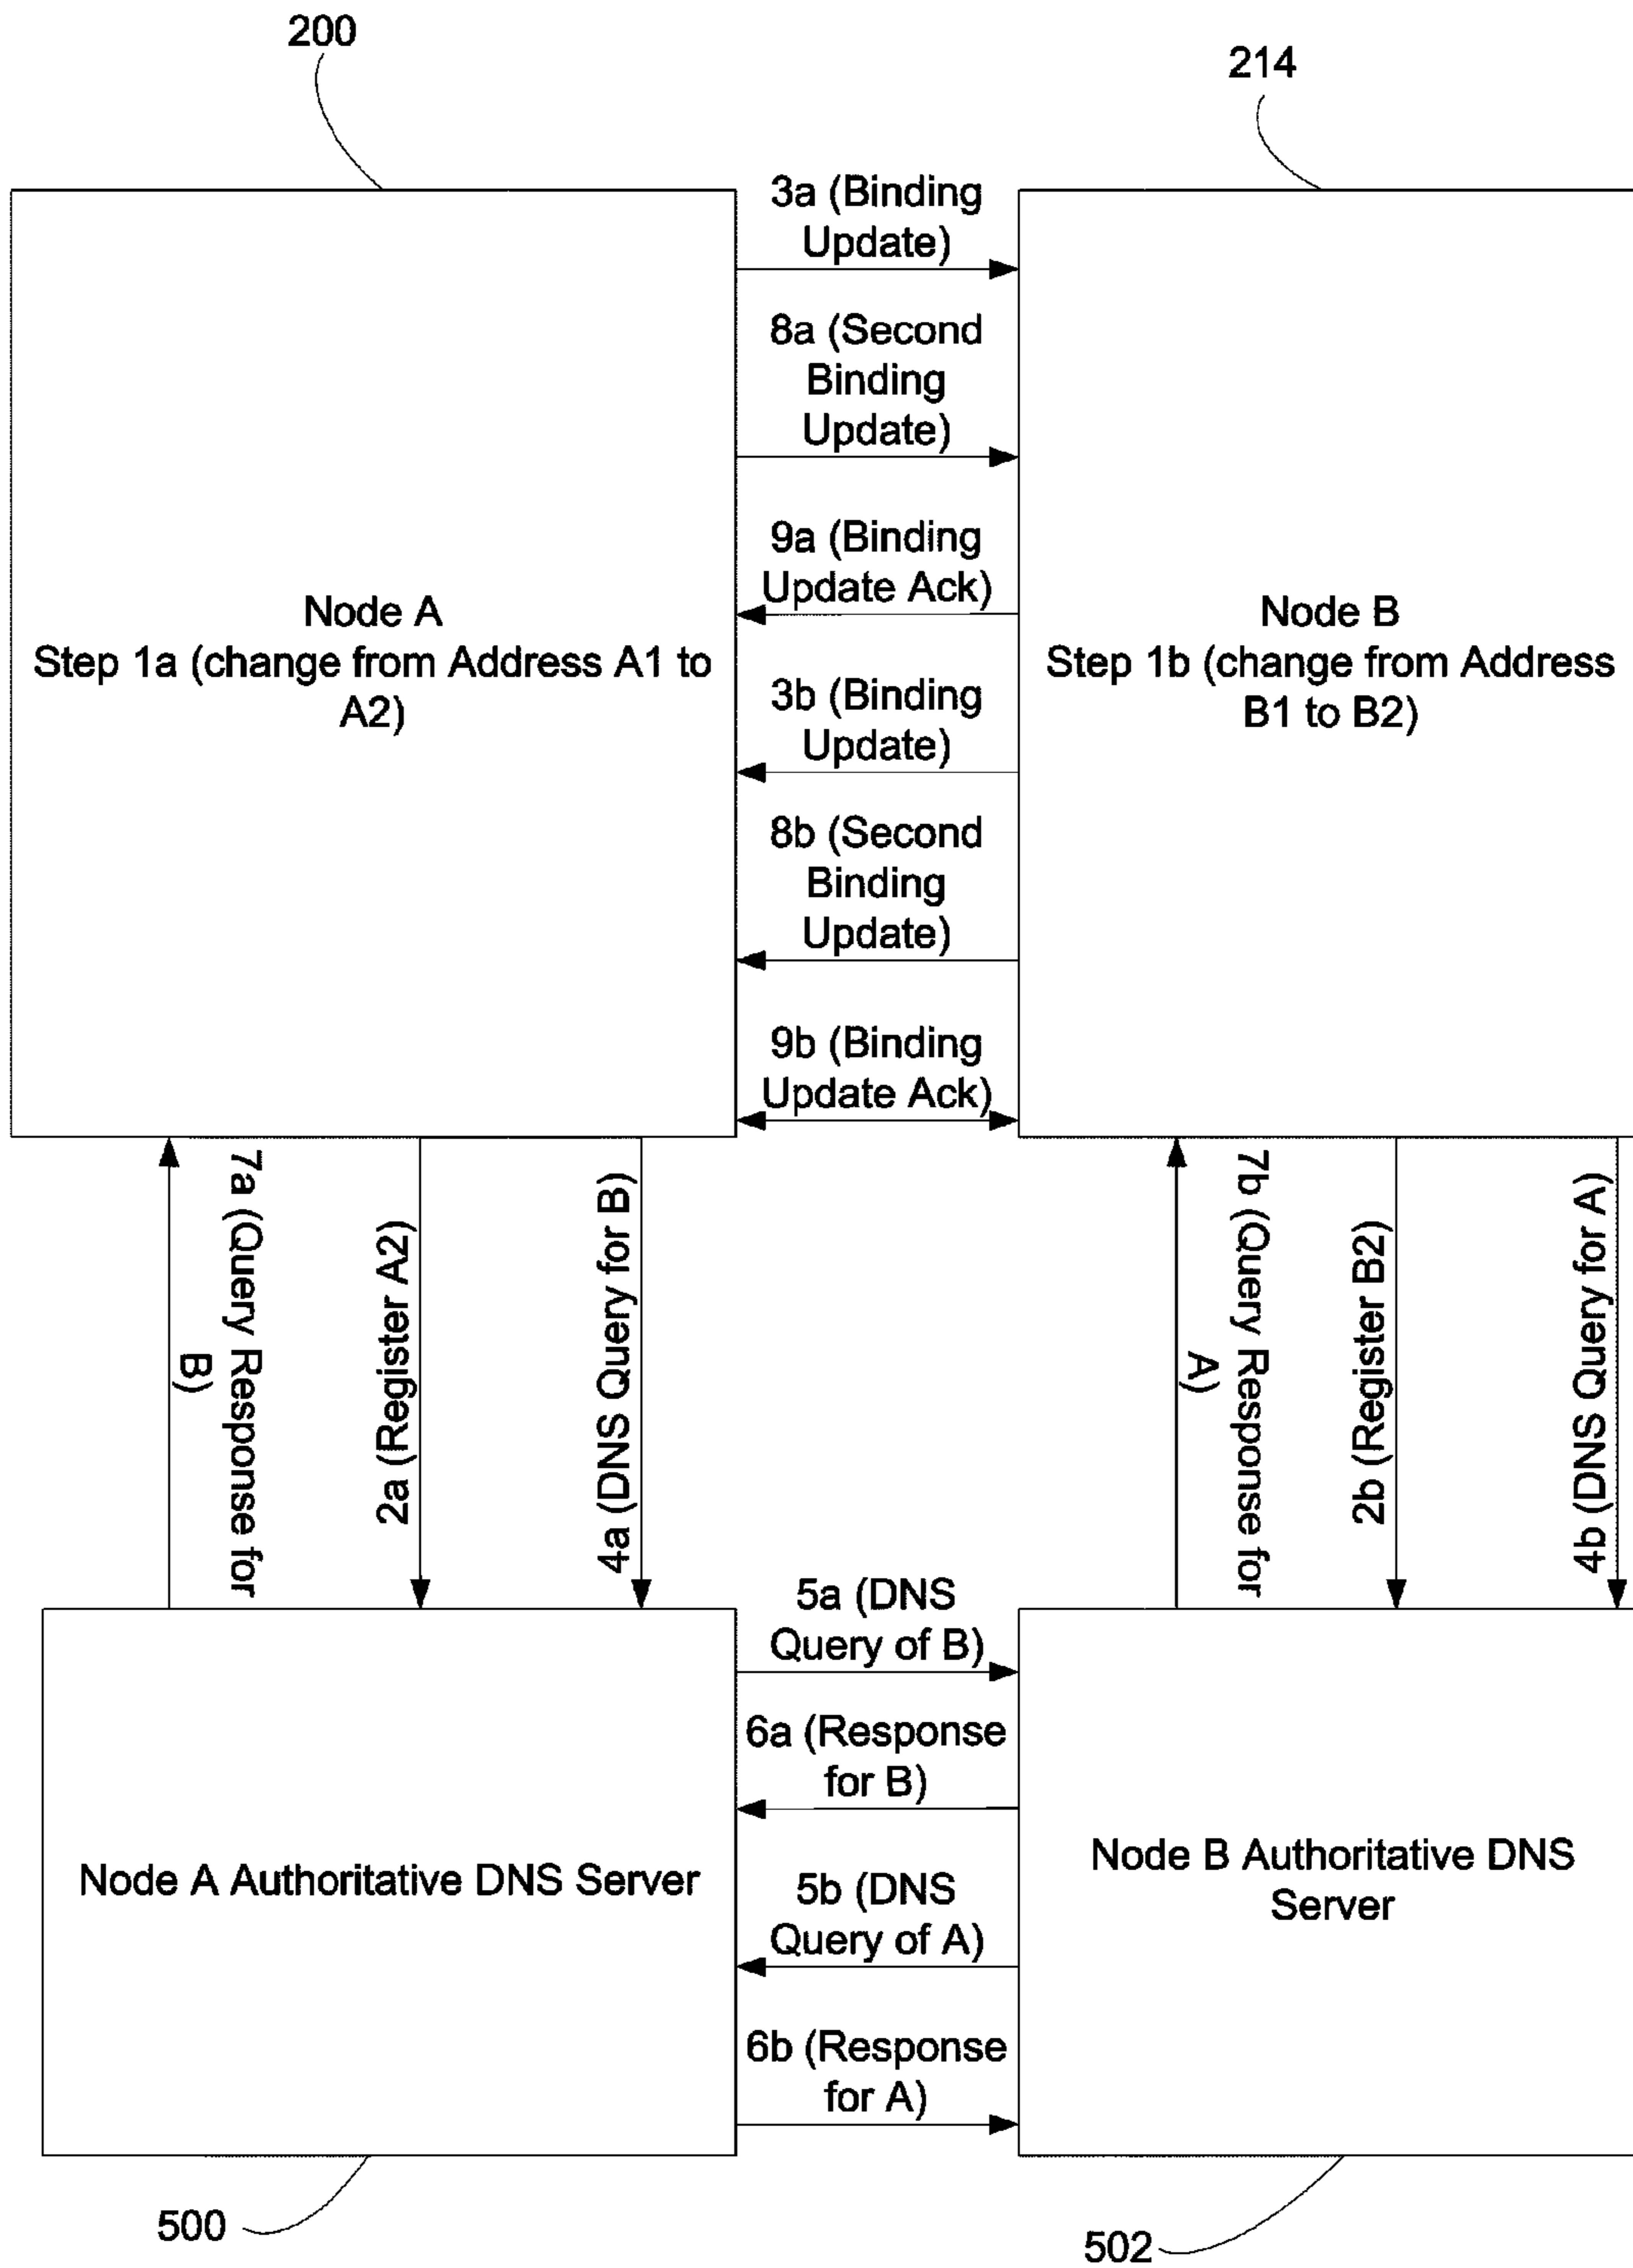 200
214
3a (Binding
Update)
8a (Second
Binding
Update)
9a (Binding
Update Ack)
Node A
Step 1a (change from Address A1 to
A2)
Node B
Step 1b (change from Address
B1 to B2)
3b (Binding
Update)
8b (Second
Binding
Update)
9b (Binding
Update Ack)
7a (Query Response for
B)
2a (Register A2)
4a (DNS Query for B)
7b (Query Response for
A)
2b (Register B2)
4b (DNS Query for A)
5a (DNS
Query of B)
6a (Response
for B)
Node A Authoritative DNS Server
Node B Authoritative DNS
Server
5b (DNS
Query of A)
6b (Response
for A)
500
502